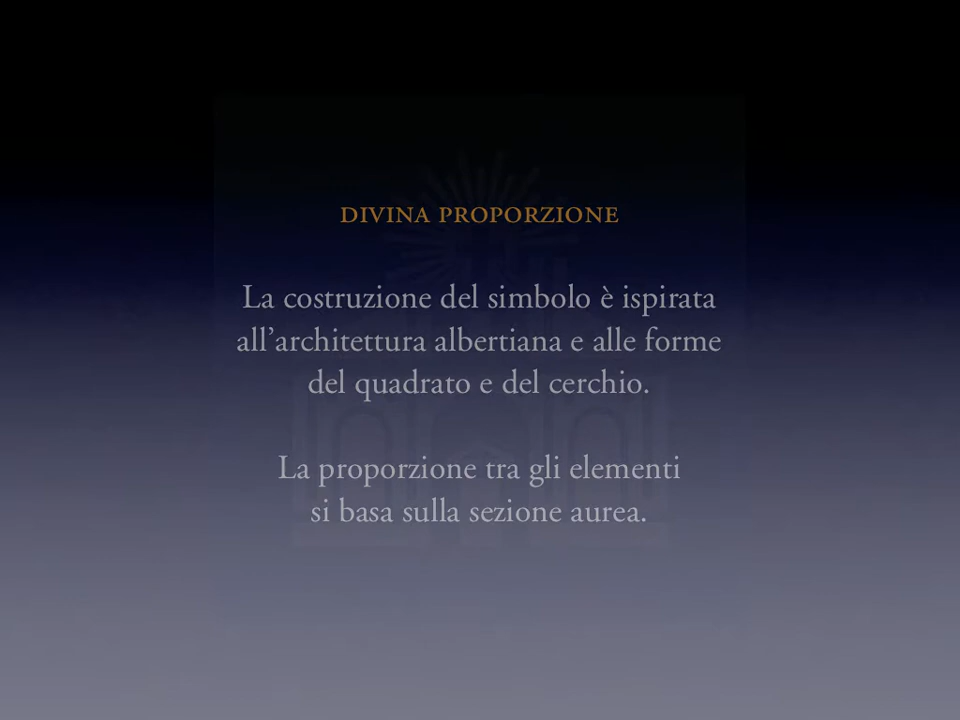 DIVINA PROPORZIONE
La costruzione del simbolo è ispirata
all’architettura albertiana e alle forme
del quadrato e del cerchio.
La proporzione tra gli elementi
si basa sulla sezione aurea.